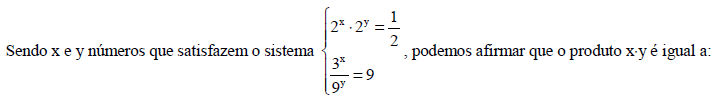 Sendo x e y números que satisfazem o sistema { 2^x · 2^y = 1/2 ; 3^x/9^y = 9 , podemos afirmar que o produto x·y é igual a: